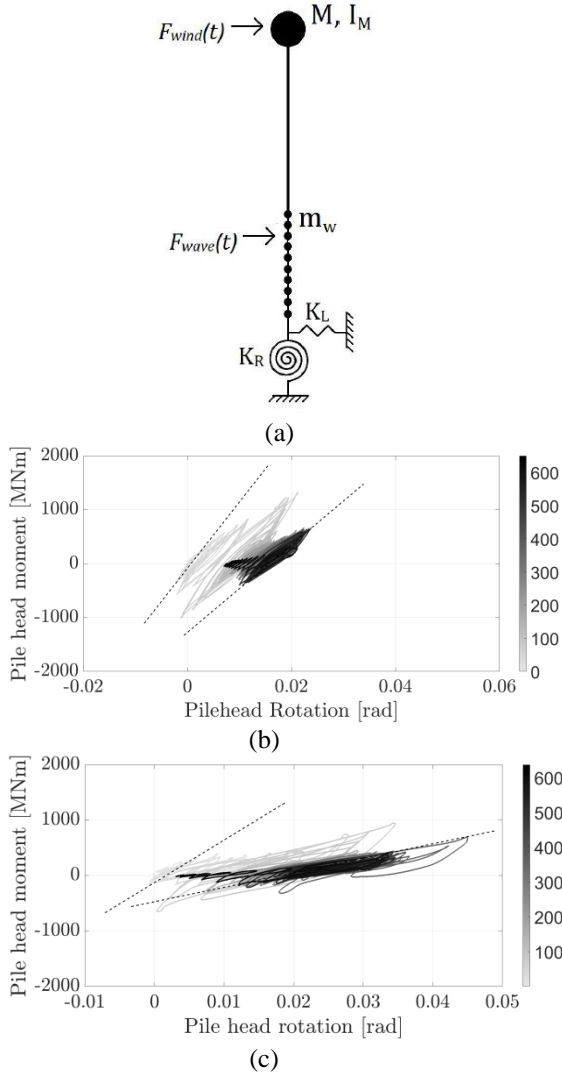 F_wind(t)
M, I_M
m_w
F_wave(t)
K_L
K_R
(a)
Pile head moment [MNm]
2000
1000
0
-1000
-2000
-0.02
0
0.02
0.04
0.06
Pilehead Rotation [rad]
600
500
400
300
200
100
0
(b)
Pile head moment [MNm]
2000
1000
0
-1000
-2000
-0.01
0
0.01
0.02
0.03
0.04
0.05
Pile head rotation [rad]
600
500
400
300
200
100
(c)